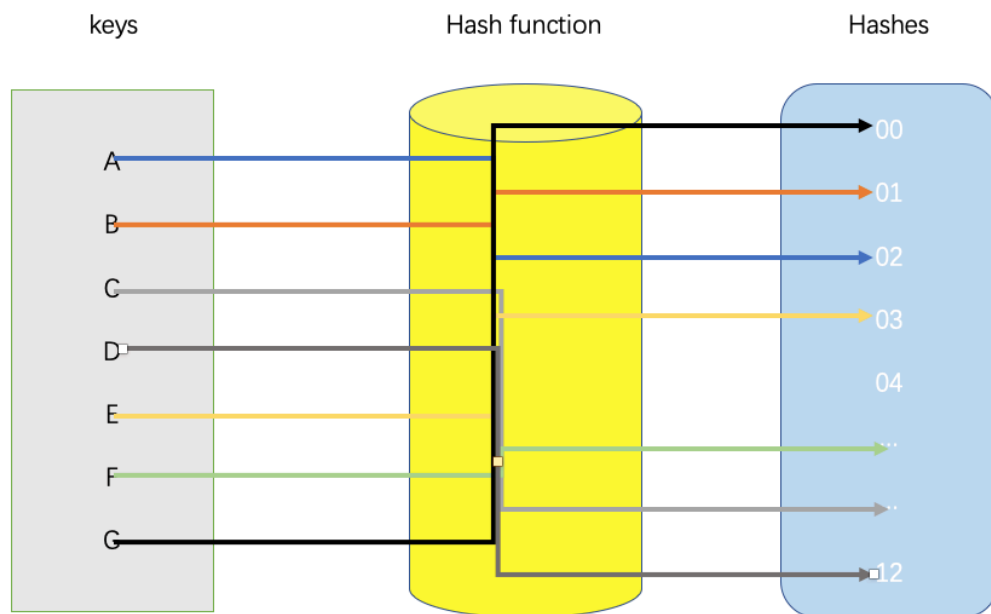 keys
Hash function
Hashes
A
B
C
D
E
F
G
00
01
02
03
04
...
...
12